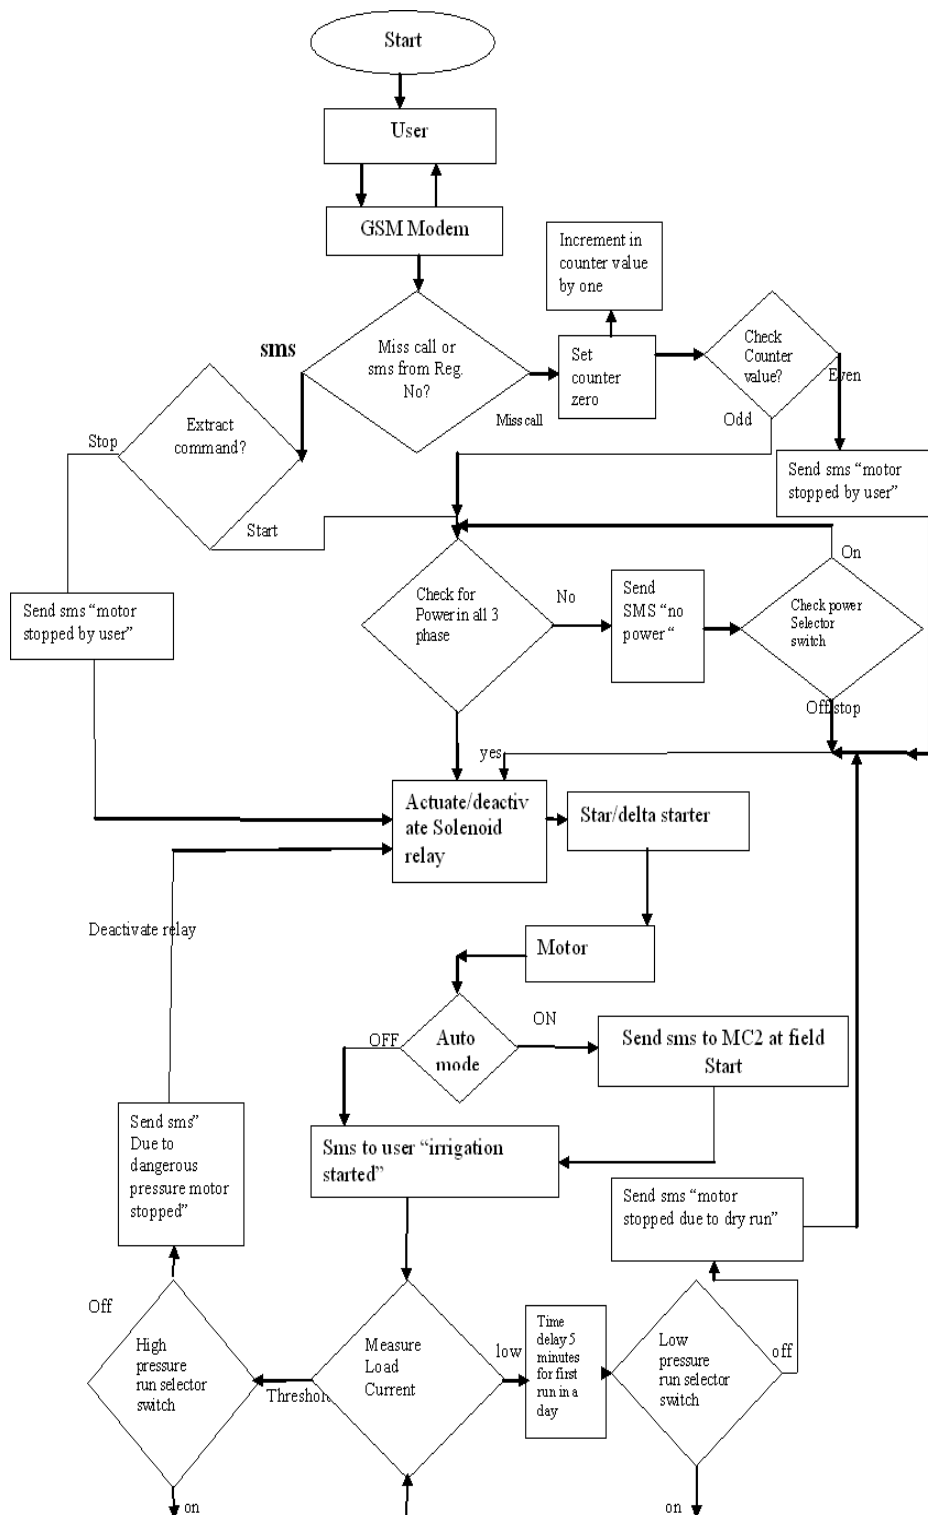 Start
User
GSM Modem
Increment in
counter value
by one
sms
Miss call or
sms from Reg.
No?
Miss call
Set
counter
zero
Check
Counter
value?
Even
Odd
Stop
Extract
command?
Start
Send sms “motor
stopped by user”
On
Send sms “motor
stopped by user”
Check for
Power in all 3
phase
No
Send
SMS “no
power “
Check power
Selector
switch
Off/stop
yes
Actuate/deactiv
ate Solenoid
relay
Star/delta starter
Deactivate relay
Motor
OFF
Auto
mode
ON
Send sms to MC2 at field
Start
Send sms”
Due to
dangerous
pressure motor
stopped”
Sms to user “irrigation
started”
Send sms “motor
stopped due to dry run”
Off
High
pressure
run selector
switch
Threshold
Measure
Load
Current
low
Time
delay 5
minutes
for first
run in a
day
Low
pressure
run selector
switch
off
on
on